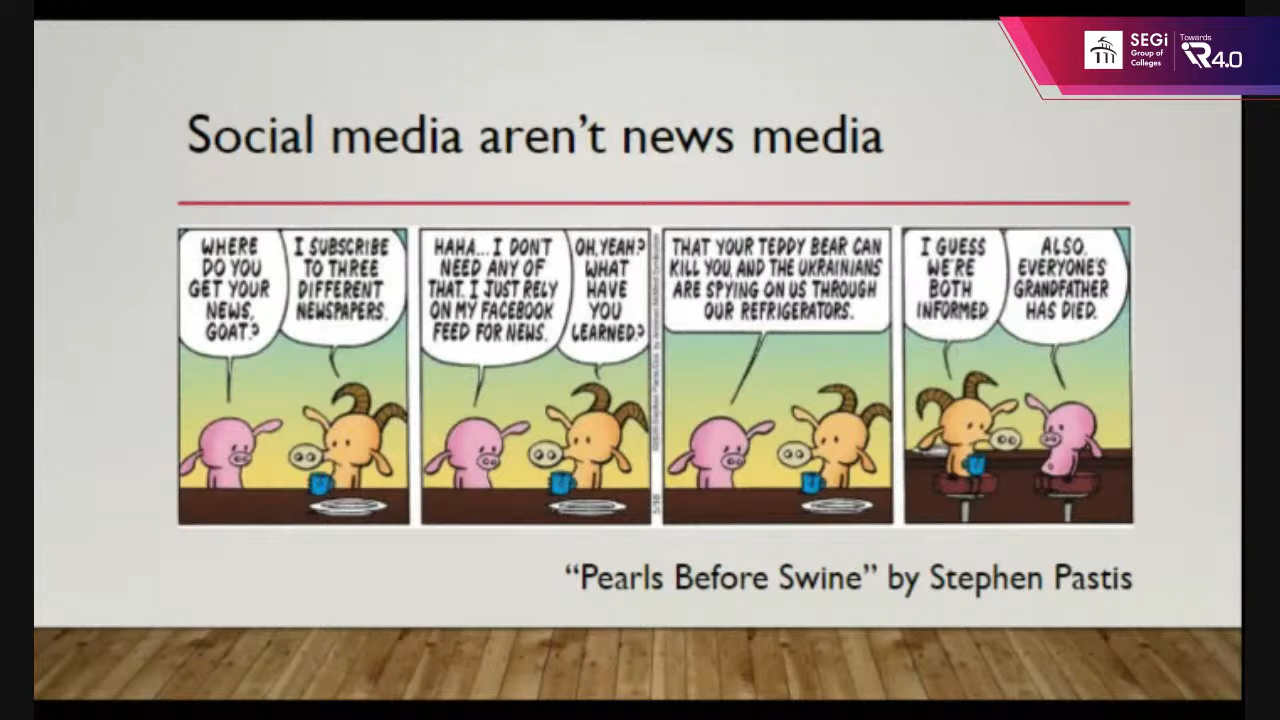 SEGi
Group of
Colleges
Towards
iR4.0
Social media aren't news media
WHERE
DO YOU
GET YOUR
NEWS,
GOAT?
I SUBSCRIBE
TO THREE
DIFFERENT
NEWSPAPERS.
HAHA... I DON'T
NEED ANY OF
THAT. I JUST RELY
ON MY FACEBOOK
FEED FOR NEWS.
OH, YEAH?
WHAT
HAVE
YOU
LEARNED?
THAT YOUR TEDDY BEAR CAN
KILL YOU, AND THE UKRAINIANS
ARE SPYING ON US THROUGH
OUR REFRIGERATORS.
I GUESS
WE'RE
BOTH
INFORMED
ALSO,
EVERYONE'S
GRANDFATHER
HAS DIED.
5/18
“Pearls Before Swine” by Stephen Pastis